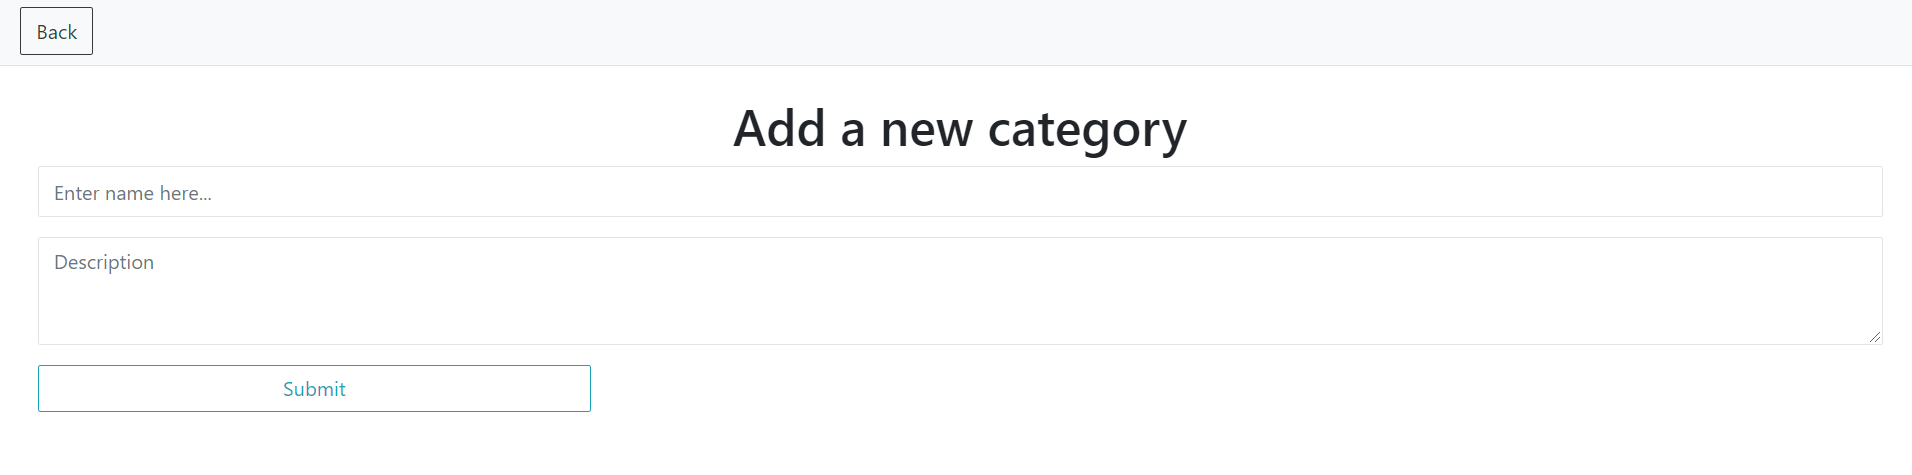 Back
Add a new category
Enter name here...
Description
Submit